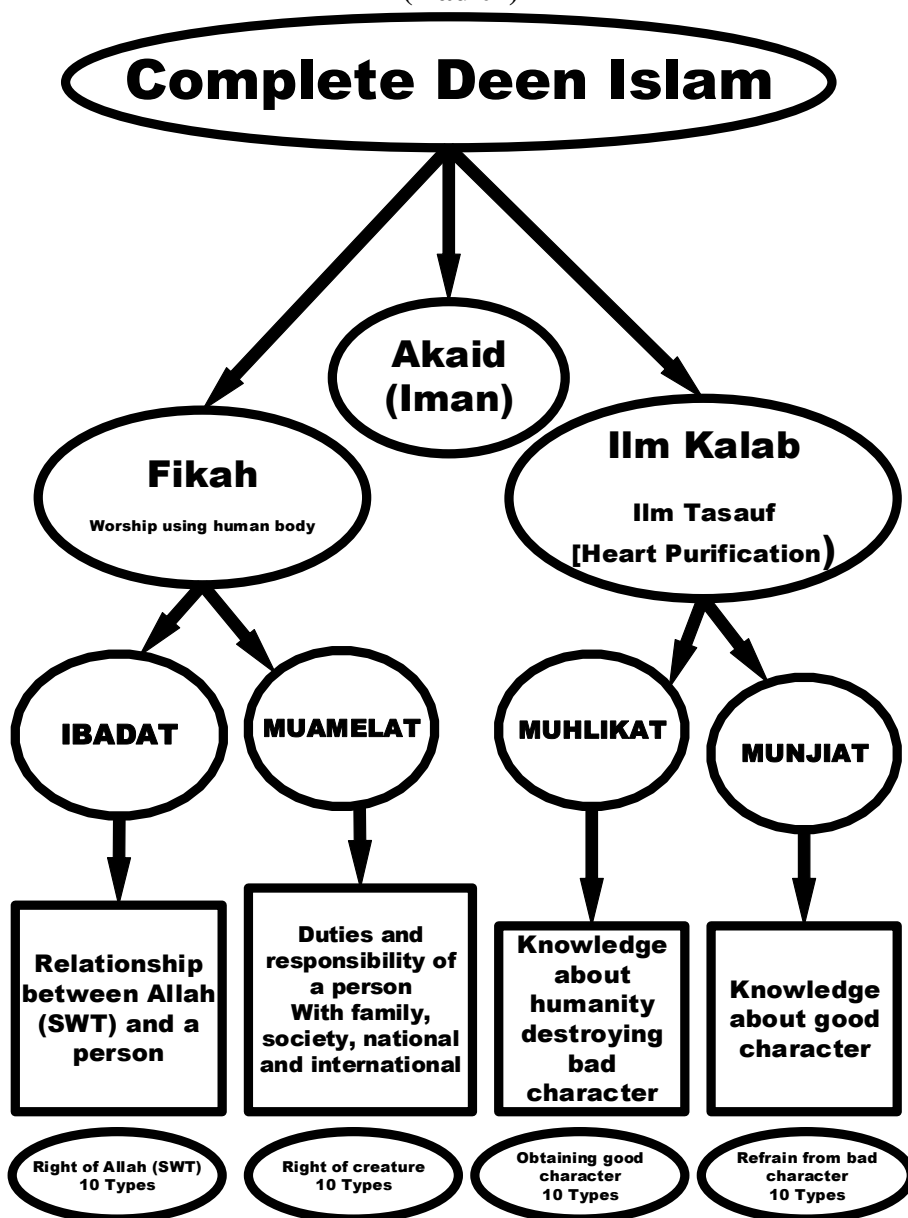 Complete Deen Islam
Akaid
(Iman)
Fikah
Worship using human body
Ilm Kalab
Ilm Tasauf
[Heart Purification)
IBADAT
MUAMELAT
MUHLIKAT
MUNJIAT
Relationship
between Allah
(SWT) and a
person
Duties and
responsibility of
a person
With family,
society, national
and international
Knowledge
about
humanity
destroying
bad
character
Knowledge
about good
character
Right of Allah (SWT)
10 Types
Right of creature
10 Types
Obtaining good
character
10 Types
Refrain from bad
character
10 Types